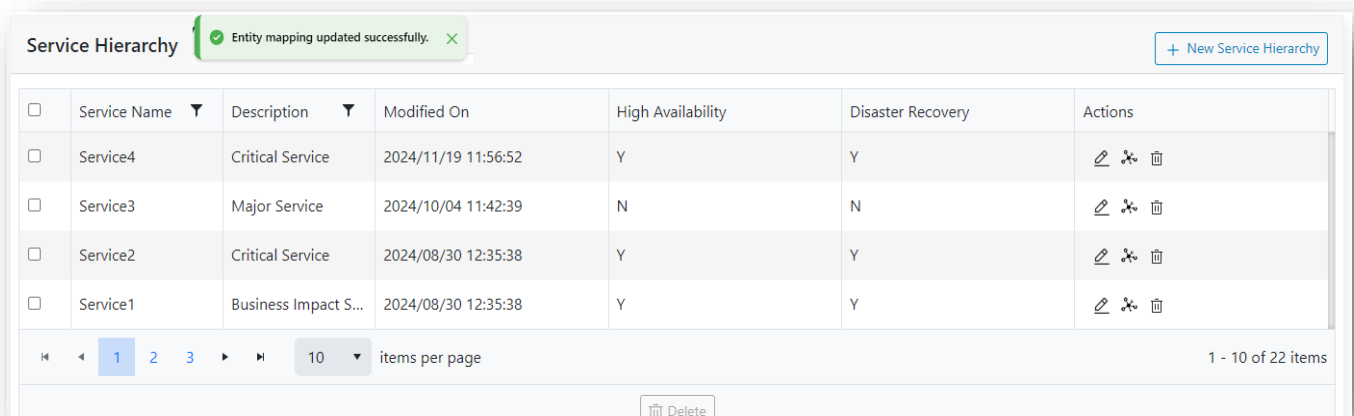 Service Hierarchy
Entity mapping updated successfully.
+ New Service Hierarchy
Service Name Description Modified On High Availability Disaster Recovery Actions
Service4 Critical Service 2024/11/19 11:56:52 Y Y
Service3 Major Service 2024/10/04 11:42:39 N N
Service2 Critical Service 2024/08/30 12:35:38 Y Y
Service1 Business Impact S... 2024/08/30 12:35:38 Y Y
1 2 3 10 items per page 1 - 10 of 22 items
Delete